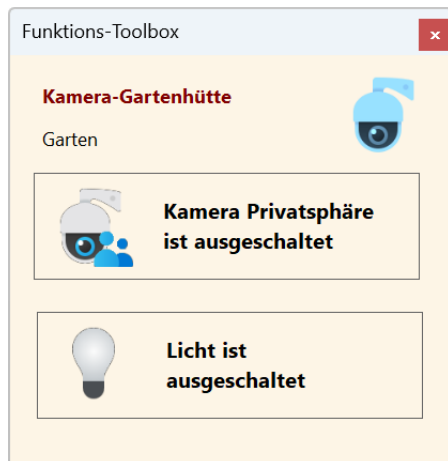 Funktions-Toolbox
x
Kamera-Gartenhütte
Garten
Kamera Privatsphäre
ist ausgeschaltet
Licht ist
ausgeschaltet